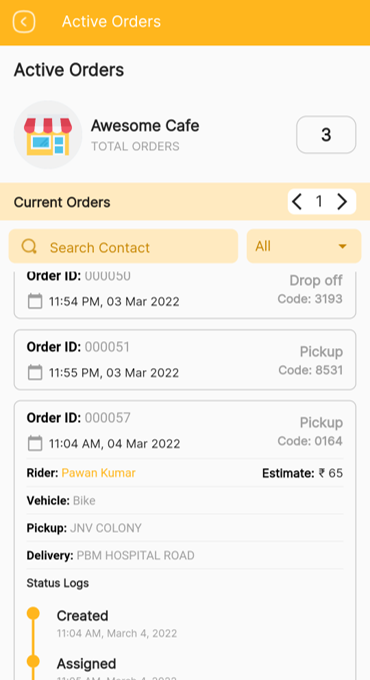 Active Orders
Active Orders
Awesome Cafe
TOTAL ORDERS
3
Current Orders
1
Search Contact
All
Order ID: 000050
Drop off
11:54 PM, 03 Mar 2022
Code: 3193
Order ID: 000051
Pickup
11:55 PM, 03 Mar 2022
Code: 8531
Order ID: 000057
Pickup
11:04 AM, 04 Mar 2022
Code: 0164
Rider: Pawan Kumar
Estimate: ₹ 65
Vehicle: Bike
Pickup: JNV COLONY
Delivery: PBM HOSPITAL ROAD
Status Logs
Created
11:04 AM, March 4, 2022
Assigned